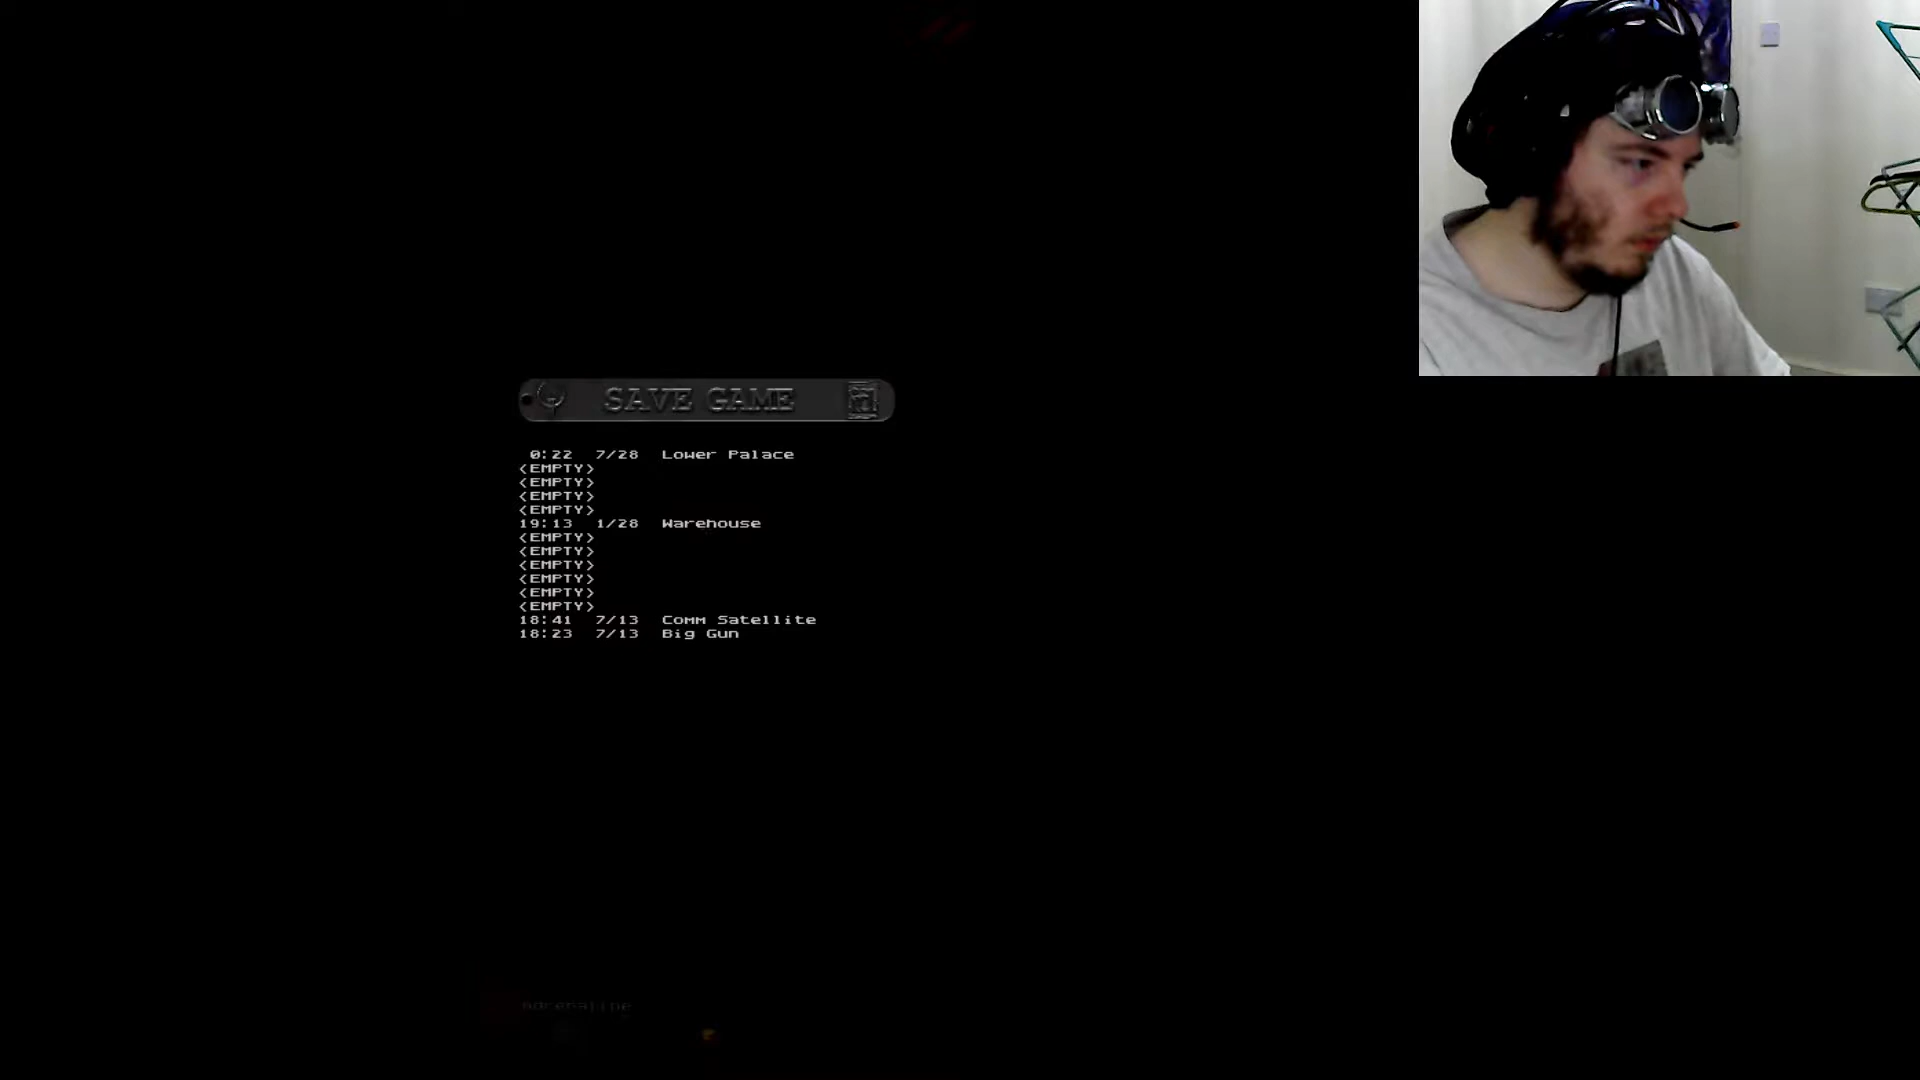 SAVE GAME
0:22 7/28 Lower Palace
<EMPTY>
<EMPTY>
<EMPTY>
<EMPTY>
19:13 1/28 Warehouse
<EMPTY>
<EMPTY>
<EMPTY>
<EMPTY>
<EMPTY>
<EMPTY>
18:41 7/13 Comm Satellite
18:23 7/13 Big Gun
adrenaline